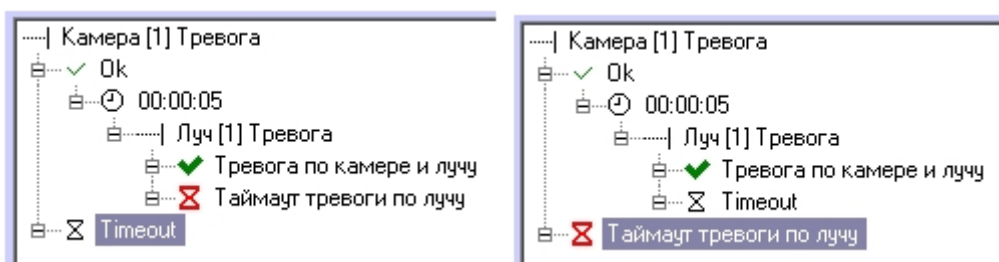 Камера [1] Тревога
Ok
00:00:05
Луч [1] Тревога
Тревога по камере и лучу
Таймаут тревоги по лучу
Timeout
Камера [1] Тревога
Ok
00:00:05
Луч [1] Тревога
Тревога по камере и лучу
Timeout
Таймаут тревоги по лучу